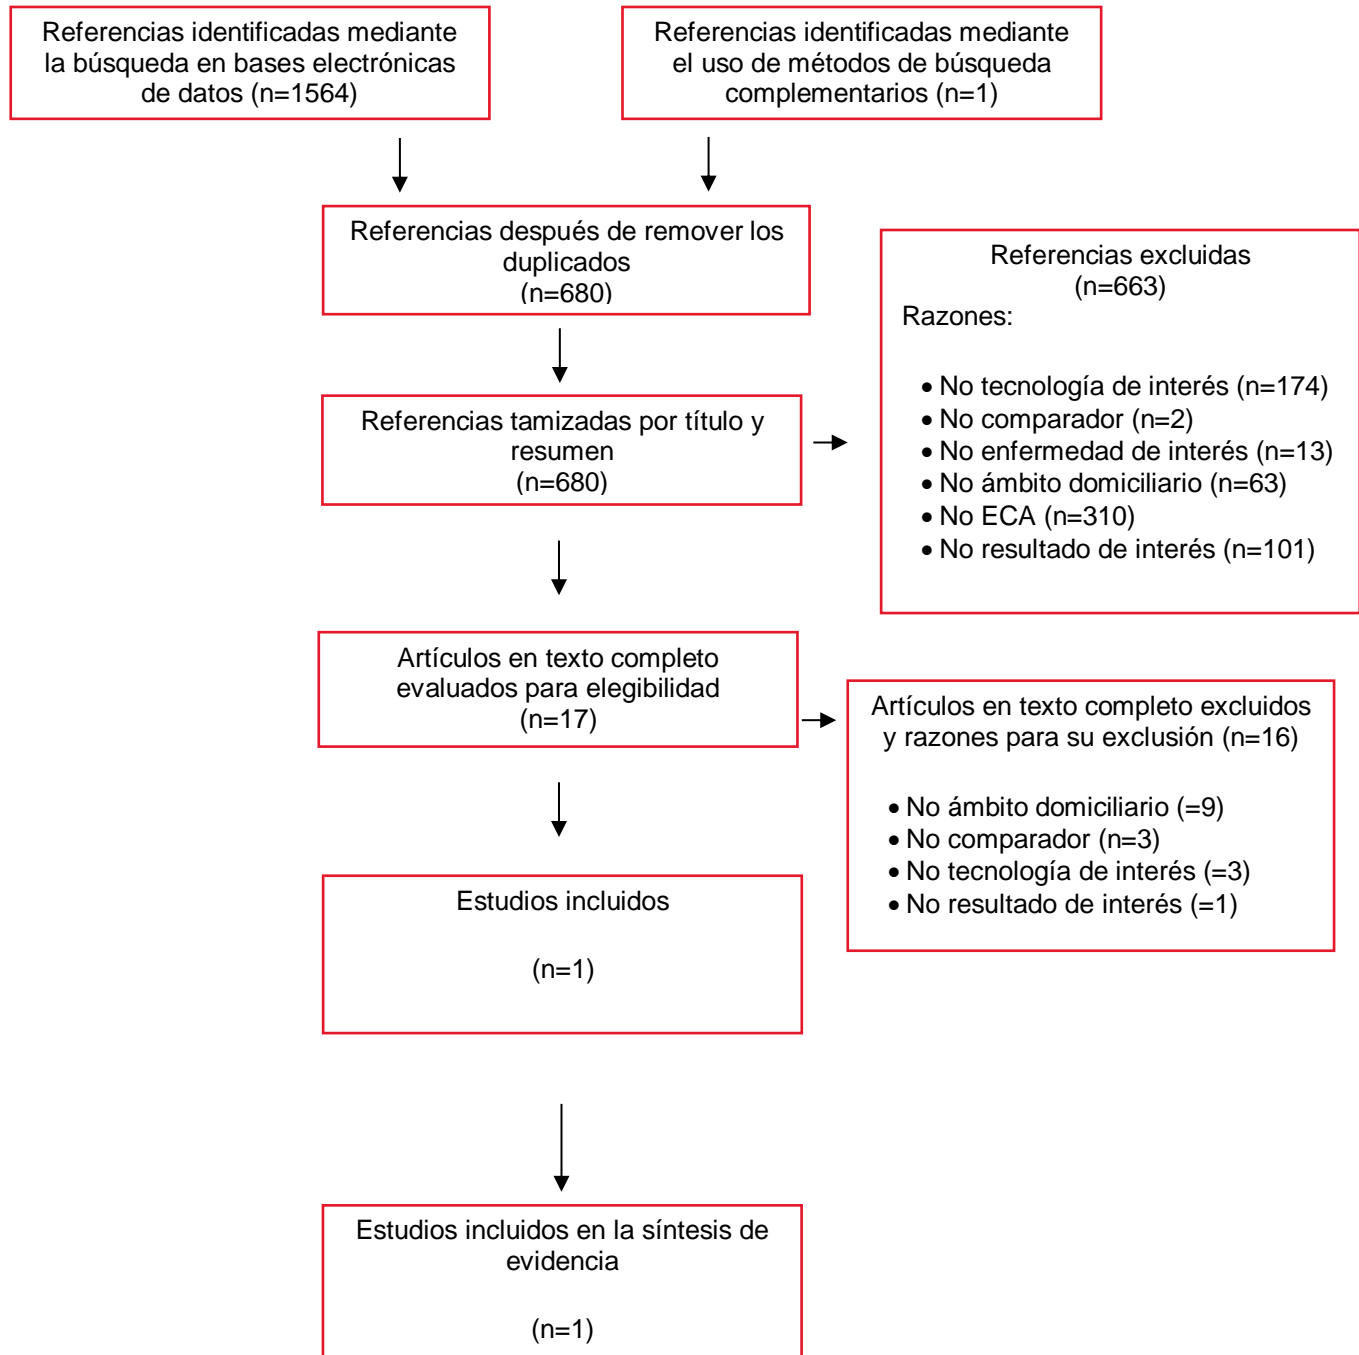 Referencias identificadas mediante
la búsqueda en bases electrónicas
de datos (n=1564)
Referencias identificadas mediante
el uso de métodos de búsqueda
complementarios (n=1)
Referencias después de remover los
duplicados
(n=680)
Referencias excluidas
(n=663)
Razones:
• No tecnología de interés (n=174)
• No comparador (n=2)
• No enfermedad de interés (n=13)
• No ámbito domiciliario (n=63)
• No ECA (n=310)
• No resultado de interés (n=101)
Referencias tamizadas por título y
resumen
(n=680)
Artículos en texto completo
evaluados para elegibilidad
(n=17)
Artículos en texto completo excluidos
y razones para su exclusión (n=16)
• No ámbito domiciliario (=9)
• No comparador (n=3)
• No tecnología de interés (=3)
• No resultado de interés (=1)
Estudios incluidos
(n=1)
Estudios incluidos en la síntesis de
evidencia
(n=1)